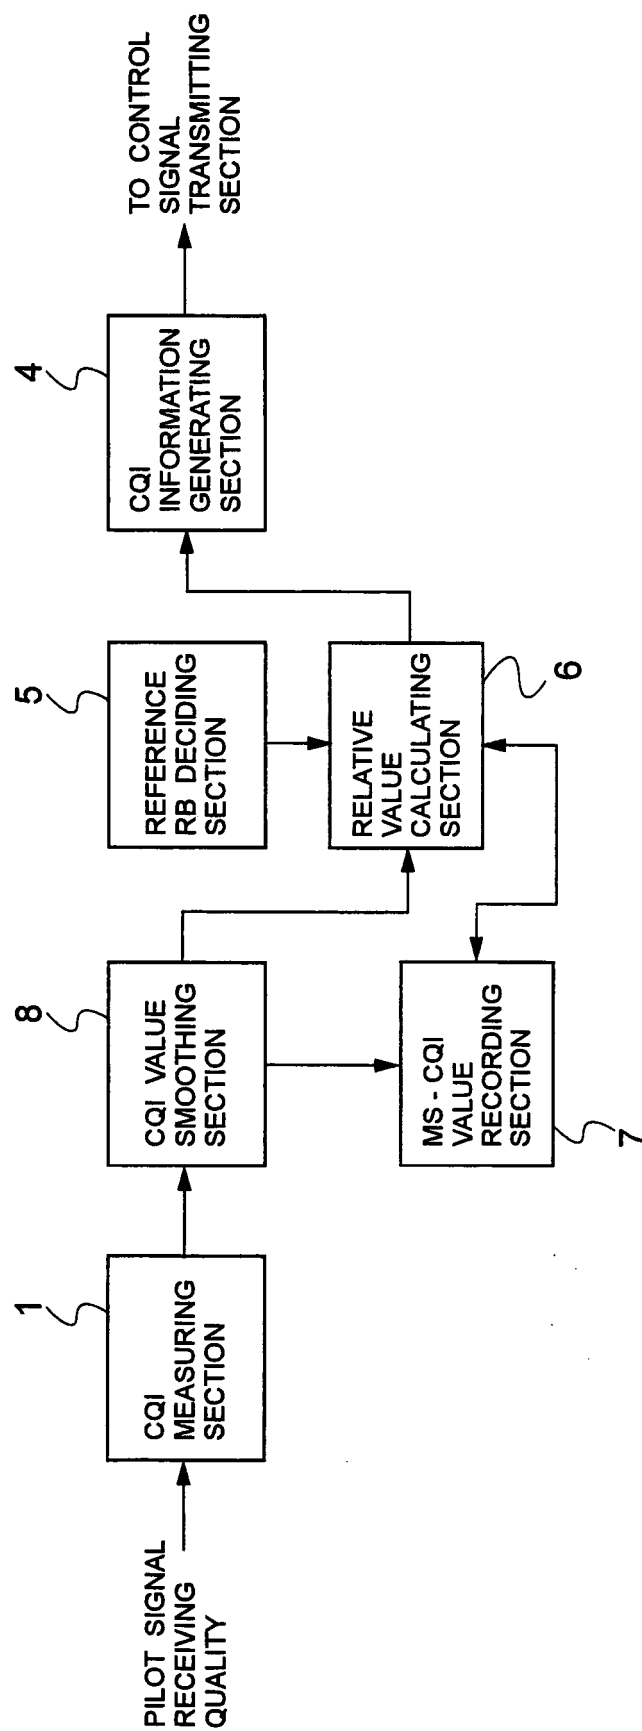 PILOT SIGNAL
RECEIVING
QUALITY
1
CQI
MEASURING
SECTION
8
CQI VALUE
SMOOTHING
SECTION
MS - CQI
VALUE
RECORDING
SECTION
7
5
REFERENCE
RB DECIDING
SECTION
RELATIVE
VALUE
CALCULATING
SECTION
6
4
CQI
INFORMATION
GENERATING
SECTION
TO CONTROL
SIGNAL
TRANSMITTING
SECTION